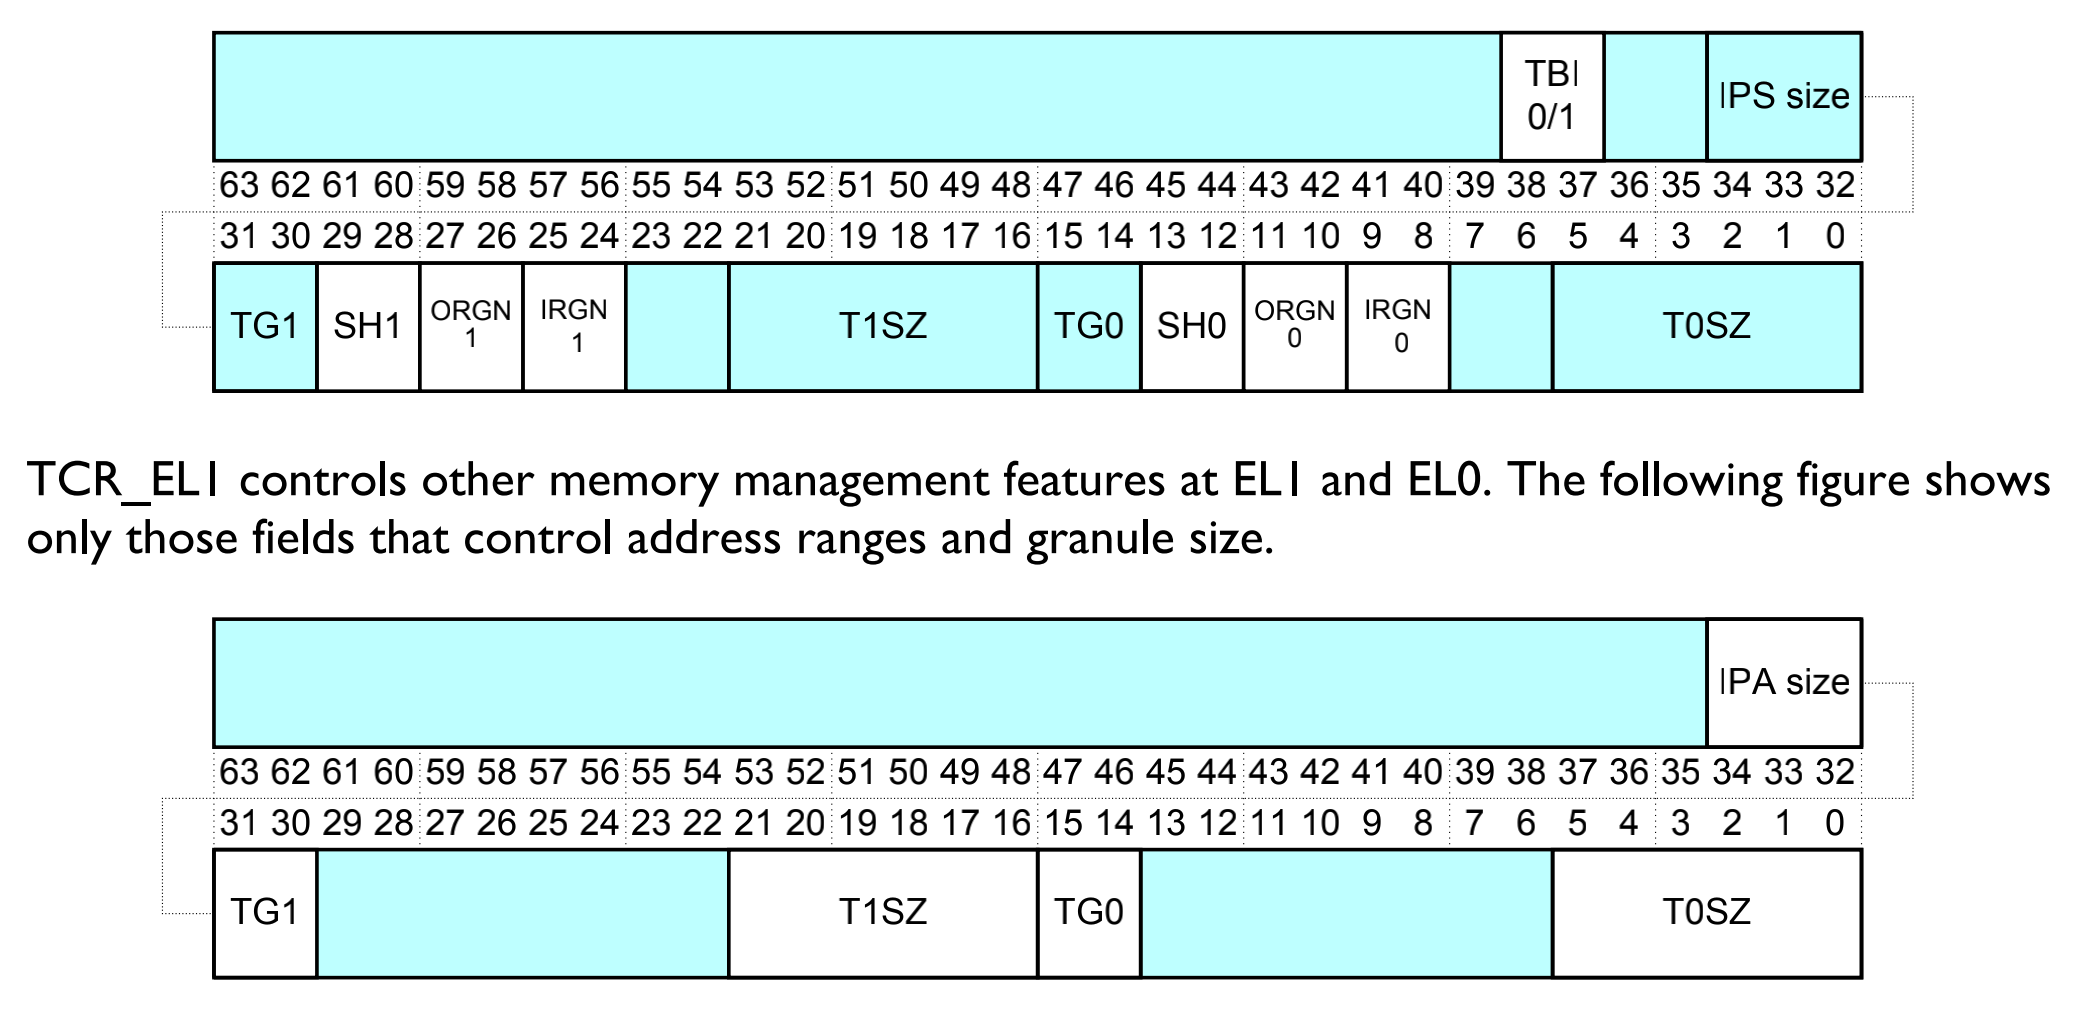 TBI
0/1
IPS size
63 62 61 60 59 58 57 56 55 54 53 52 51 50 49 48 47 46 45 44 43 42 41 40 39 38 37 36 35 34 33 32
31 30 29 28 27 26 25 24 23 22 21 20 19 18 17 16 15 14 13 12 11 10 9 8 7 6 5 4 3 2 1 0
TG1 SH1 ORGN 1 IRGN 1 T1SZ TG0 SH0 ORGN 0 IRGN 0 T0SZ
TCR_EL1 controls other memory management features at EL1 and EL0. The following figure shows
only those fields that control address ranges and granule size.
IPA size
63 62 61 60 59 58 57 56 55 54 53 52 51 50 49 48 47 46 45 44 43 42 41 40 39 38 37 36 35 34 33 32
31 30 29 28 27 26 25 24 23 22 21 20 19 18 17 16 15 14 13 12 11 10 9 8 7 6 5 4 3 2 1 0
TG1 T1SZ TG0 T0SZ